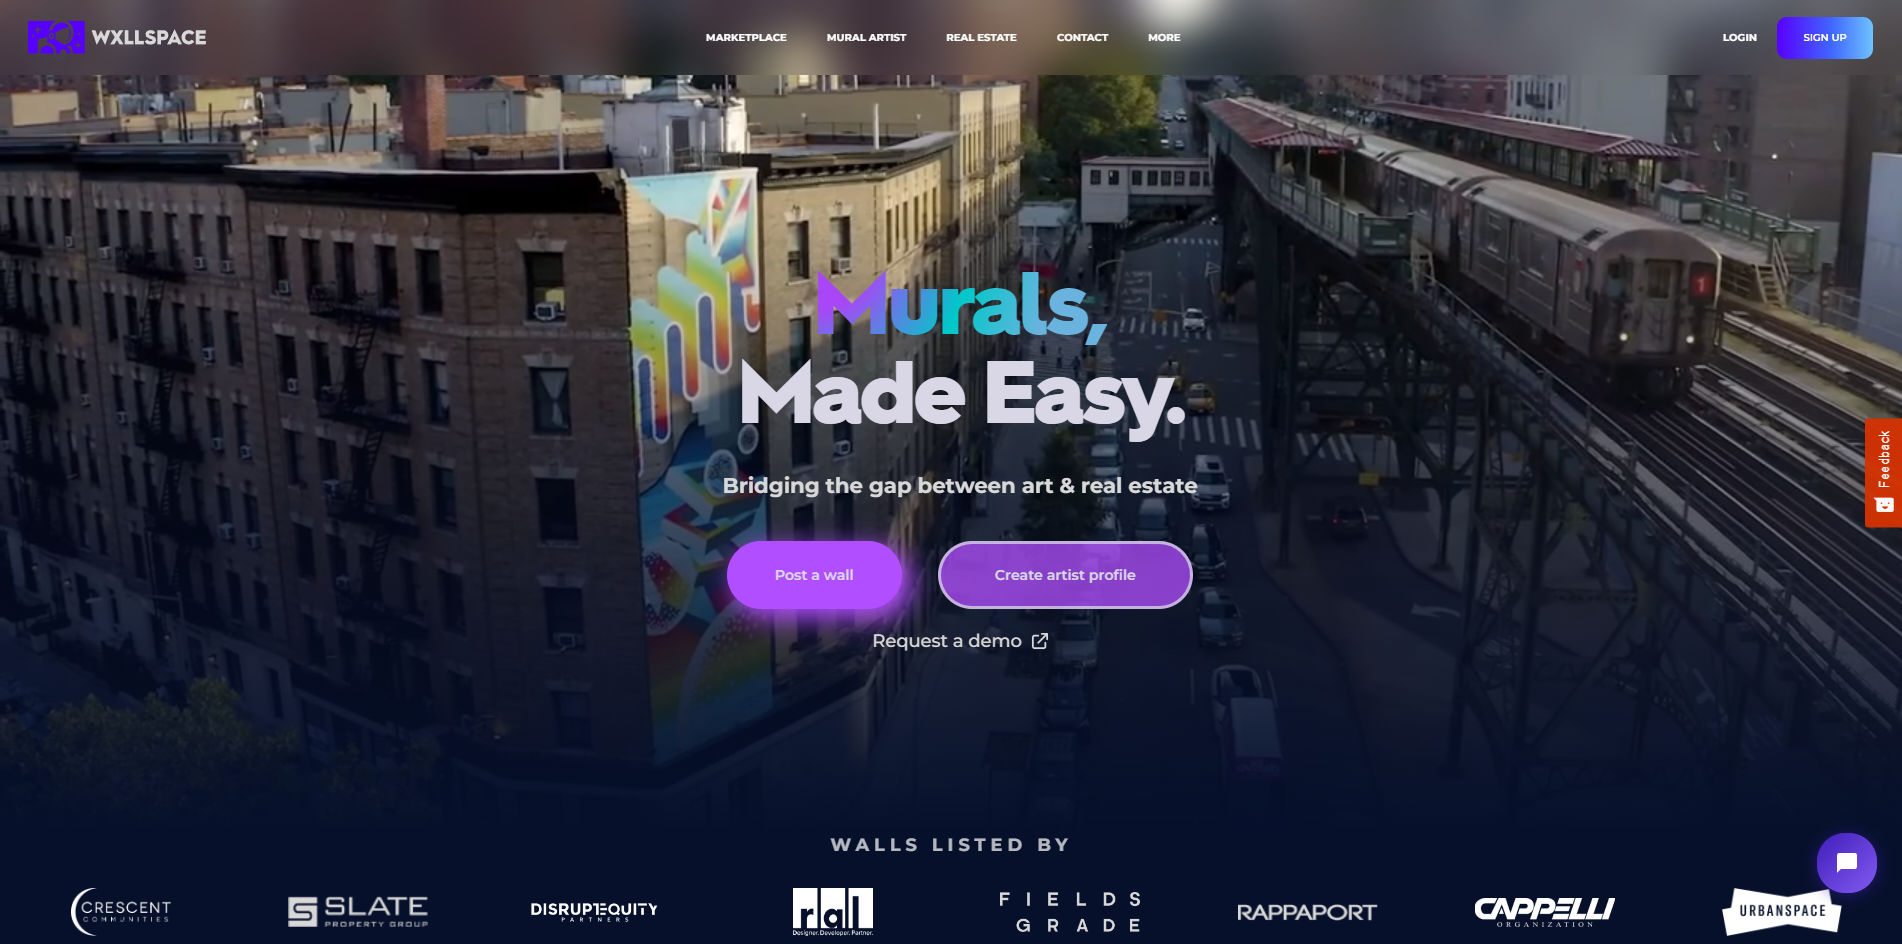 WXLLSPACE
MARKETPLACE MURAL ARTIST REAL ESTATE CONTACT MORE
LOGIN SIGN UP
1
Murals,
Made Easy.
Bridging the gap between art & real estate
Post a wall Create artist profile
Request a demo
Feedback
WALLS LISTED BY
CRESCENT
COMMUNITIES
SLATE
PROPERTY GROUP
DISRUPTEQUITY
PARTNERS
rdl
Designer. Developer. Partner.
FIELDS
GRADE
RAPPAPORT
CAPPELLI
ORGANIZATION
URBANSPACE